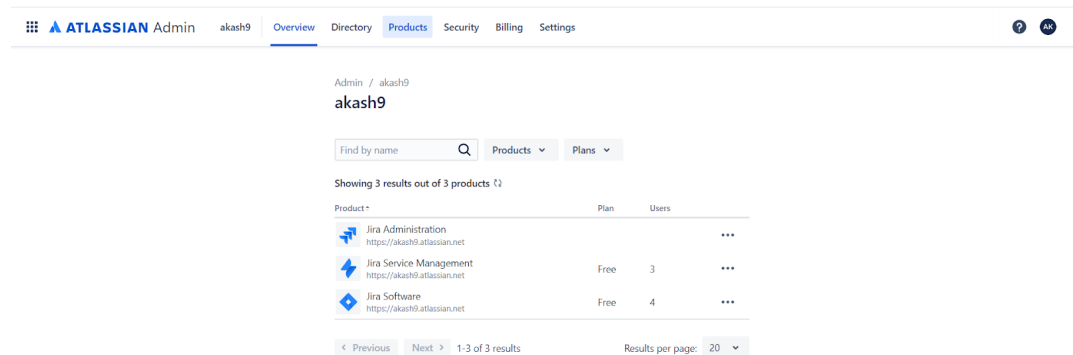 ATLASSIAN Admin akash9 Overview Directory Products Security Billing Settings ? AK
Admin / akash9
akash9
Find by name Products Plans
Showing 3 results out of 3 products
Product Plan Users
Jira Administration
https://akash9.atlassian.net
Jira Service Management
https://akash9.atlassian.net Free 3
Jira Software
https://akash9.atlassian.net Free 4
Previous Next 1-3 of 3 results Results per page: 20